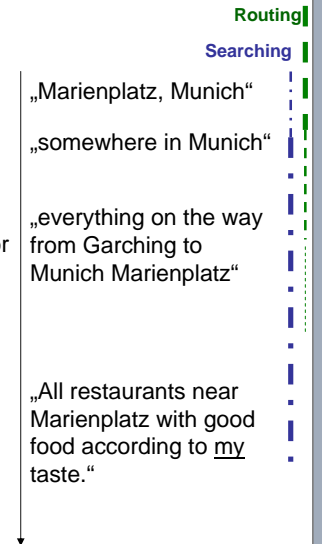 Routing
Searching
„Marienplatz, Munich“
„somewhere in Munich“
„everything on the way
from Garching to
Munich Marienplatz“
„All restaurants near
Marienplatz with good
food according to my
taste.“